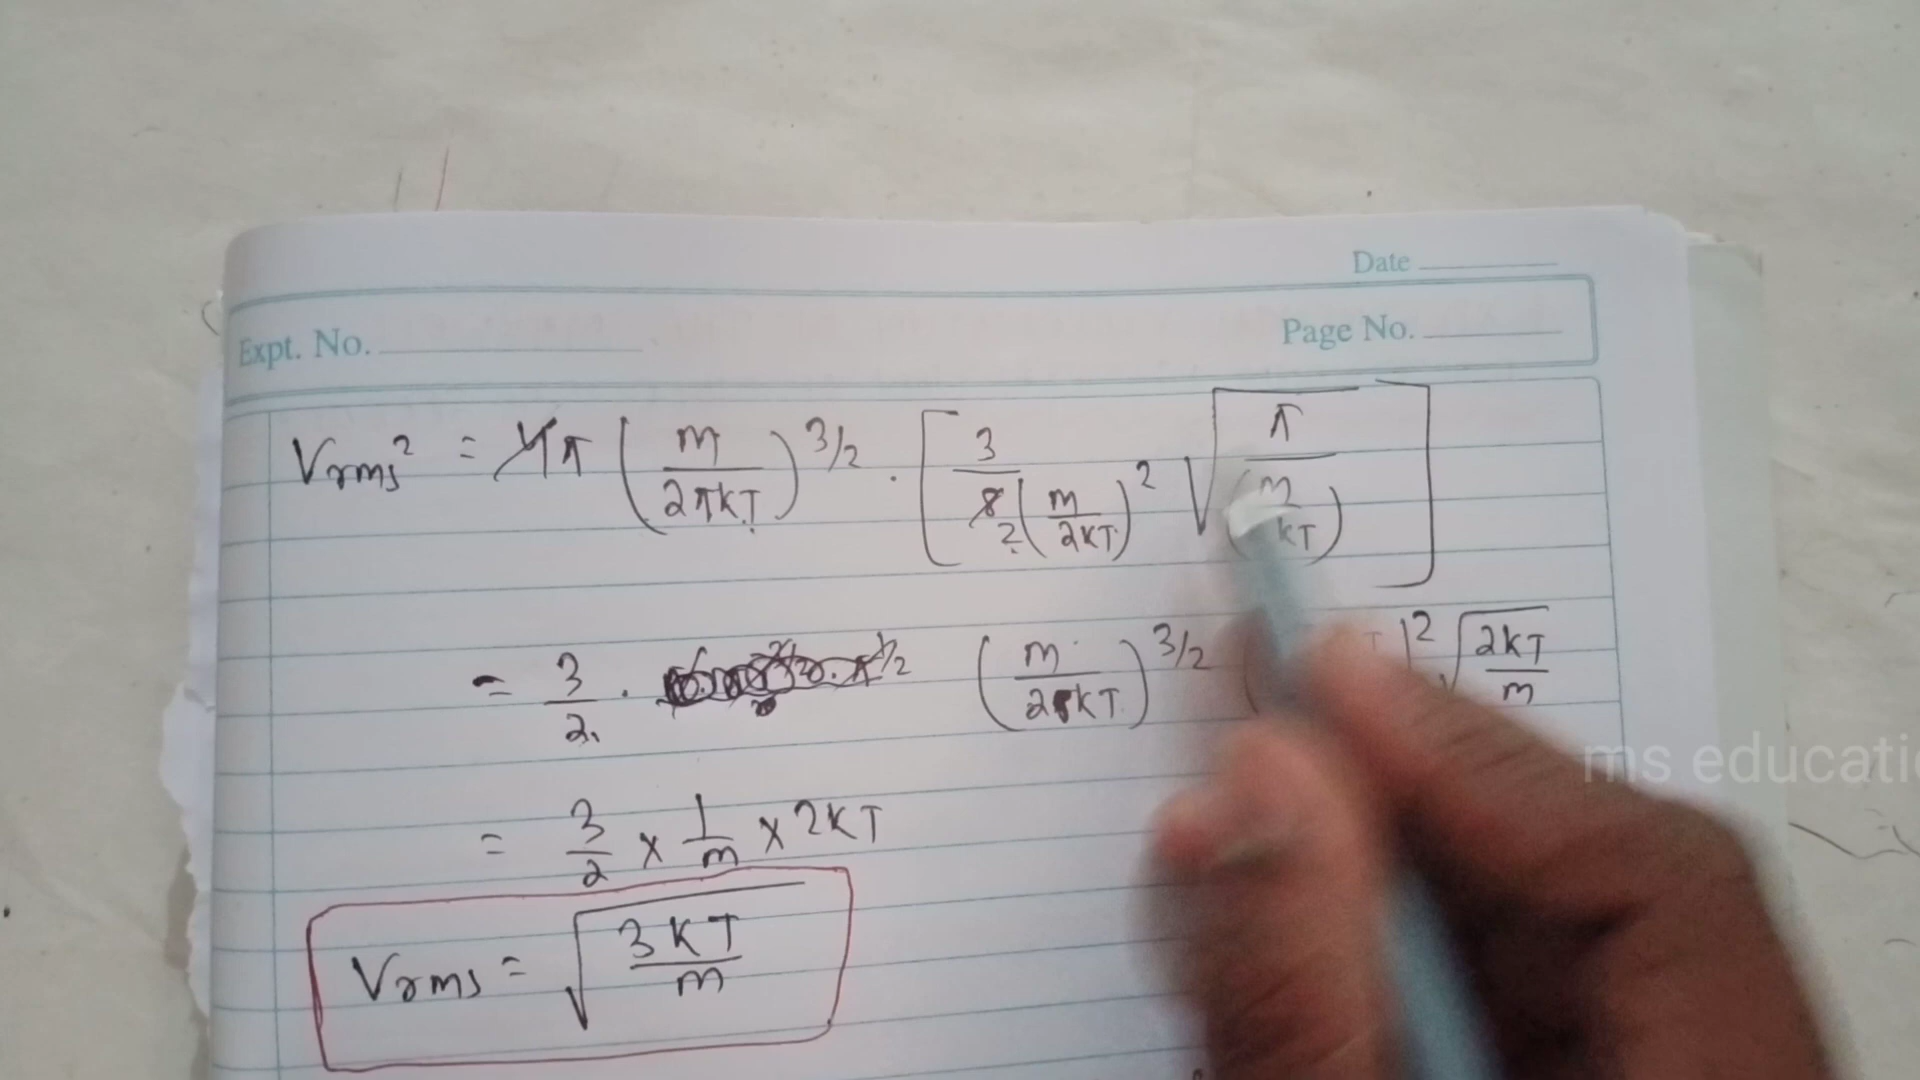 Date
Expt. No.
Page No.
Vrms² = 4π (m/2πkT)^3/2 . [3/8 2 (m/2kT)² √(π/(m/kT))]
= 3/2 . (m/2πkT)^3/2 ( )² √(2kT/m)
= 3/2 × 1/m × 2kT
Vrms = √(3kT/m)
ms educati